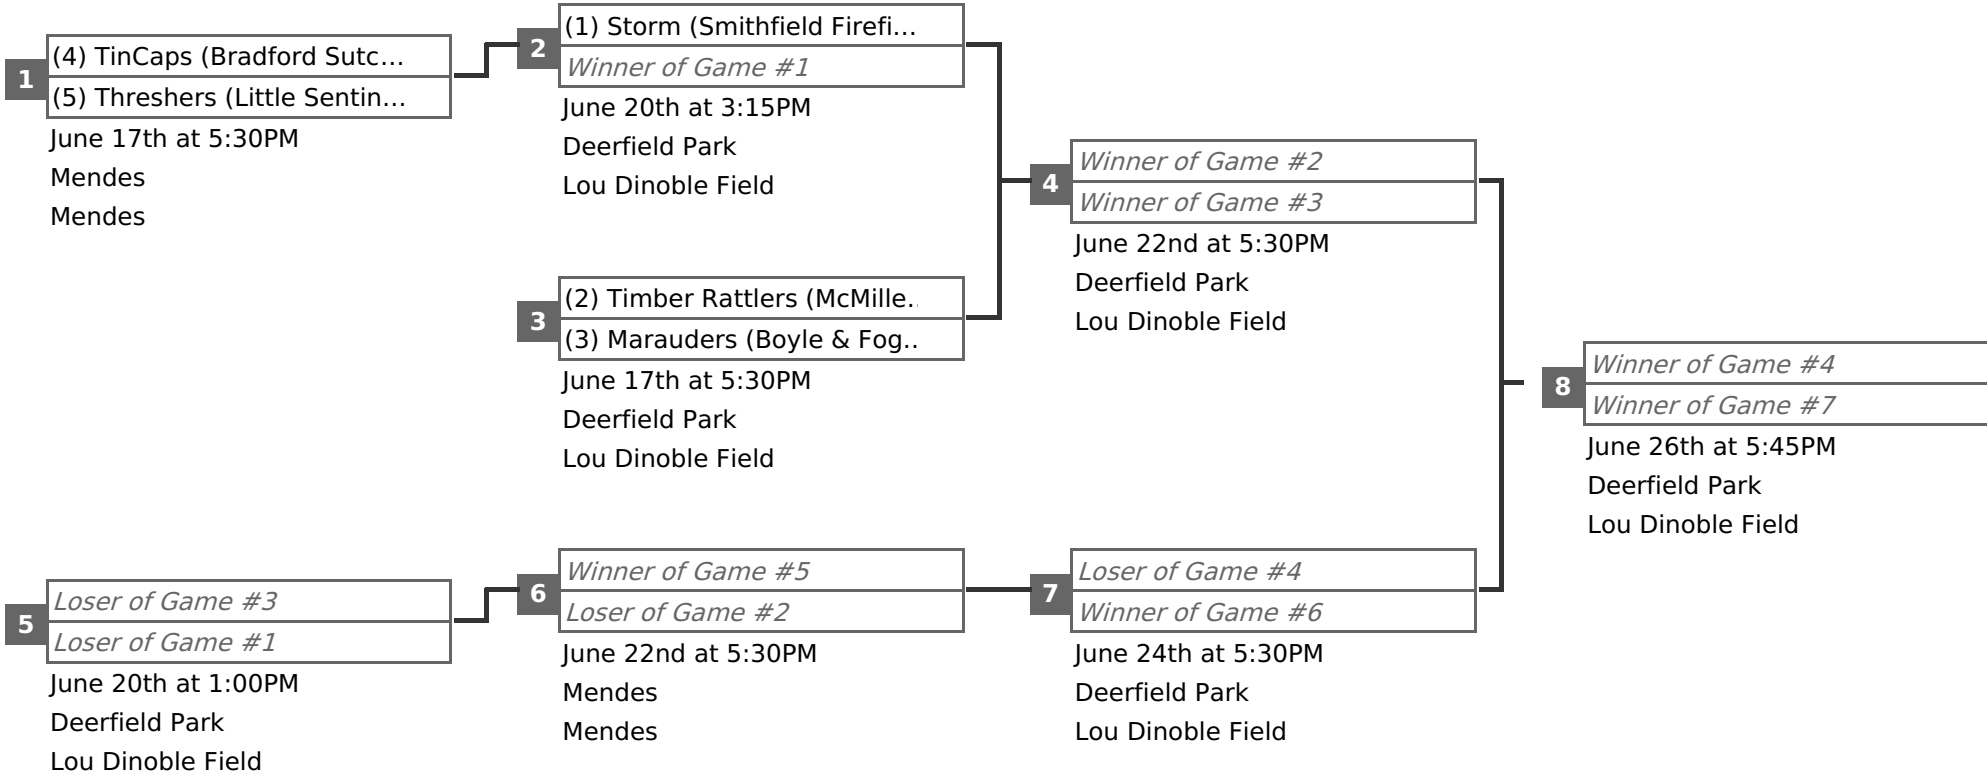 1
(4) TinCaps (Bradford Sutc...
(5) Threshers (Little Sentin...
June 17th at 5:30PM
Mendes
Mendes
2
(1) Storm (Smithfield Firefi...
Winner of Game #1
June 20th at 3:15PM
Deerfield Park
Lou Dinoble Field
3
(2) Timber Rattlers (McMille..
(3) Marauders (Boyle & Fog..
June 17th at 5:30PM
Deerfield Park
Lou Dinoble Field
4
Winner of Game #2
Winner of Game #3
June 22nd at 5:30PM
Deerfield Park
Lou Dinoble Field
5
Loser of Game #3
Loser of Game #1
June 20th at 1:00PM
Deerfield Park
Lou Dinoble Field
6
Winner of Game #5
Loser of Game #2
June 22nd at 5:30PM
Mendes
Mendes
7
Loser of Game #4
Winner of Game #6
June 24th at 5:30PM
Deerfield Park
Lou Dinoble Field
8
Winner of Game #4
Winner of Game #7
June 26th at 5:45PM
Deerfield Park
Lou Dinoble Field